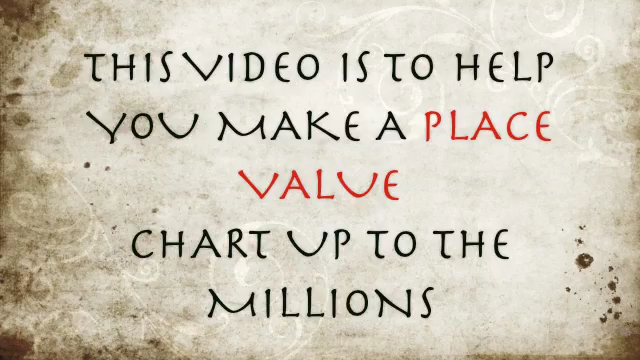 THIS VIDEO IS TO HELP
YOU MAKE A PLACE
VALUE
CHART UP TO THE
MILLIONS